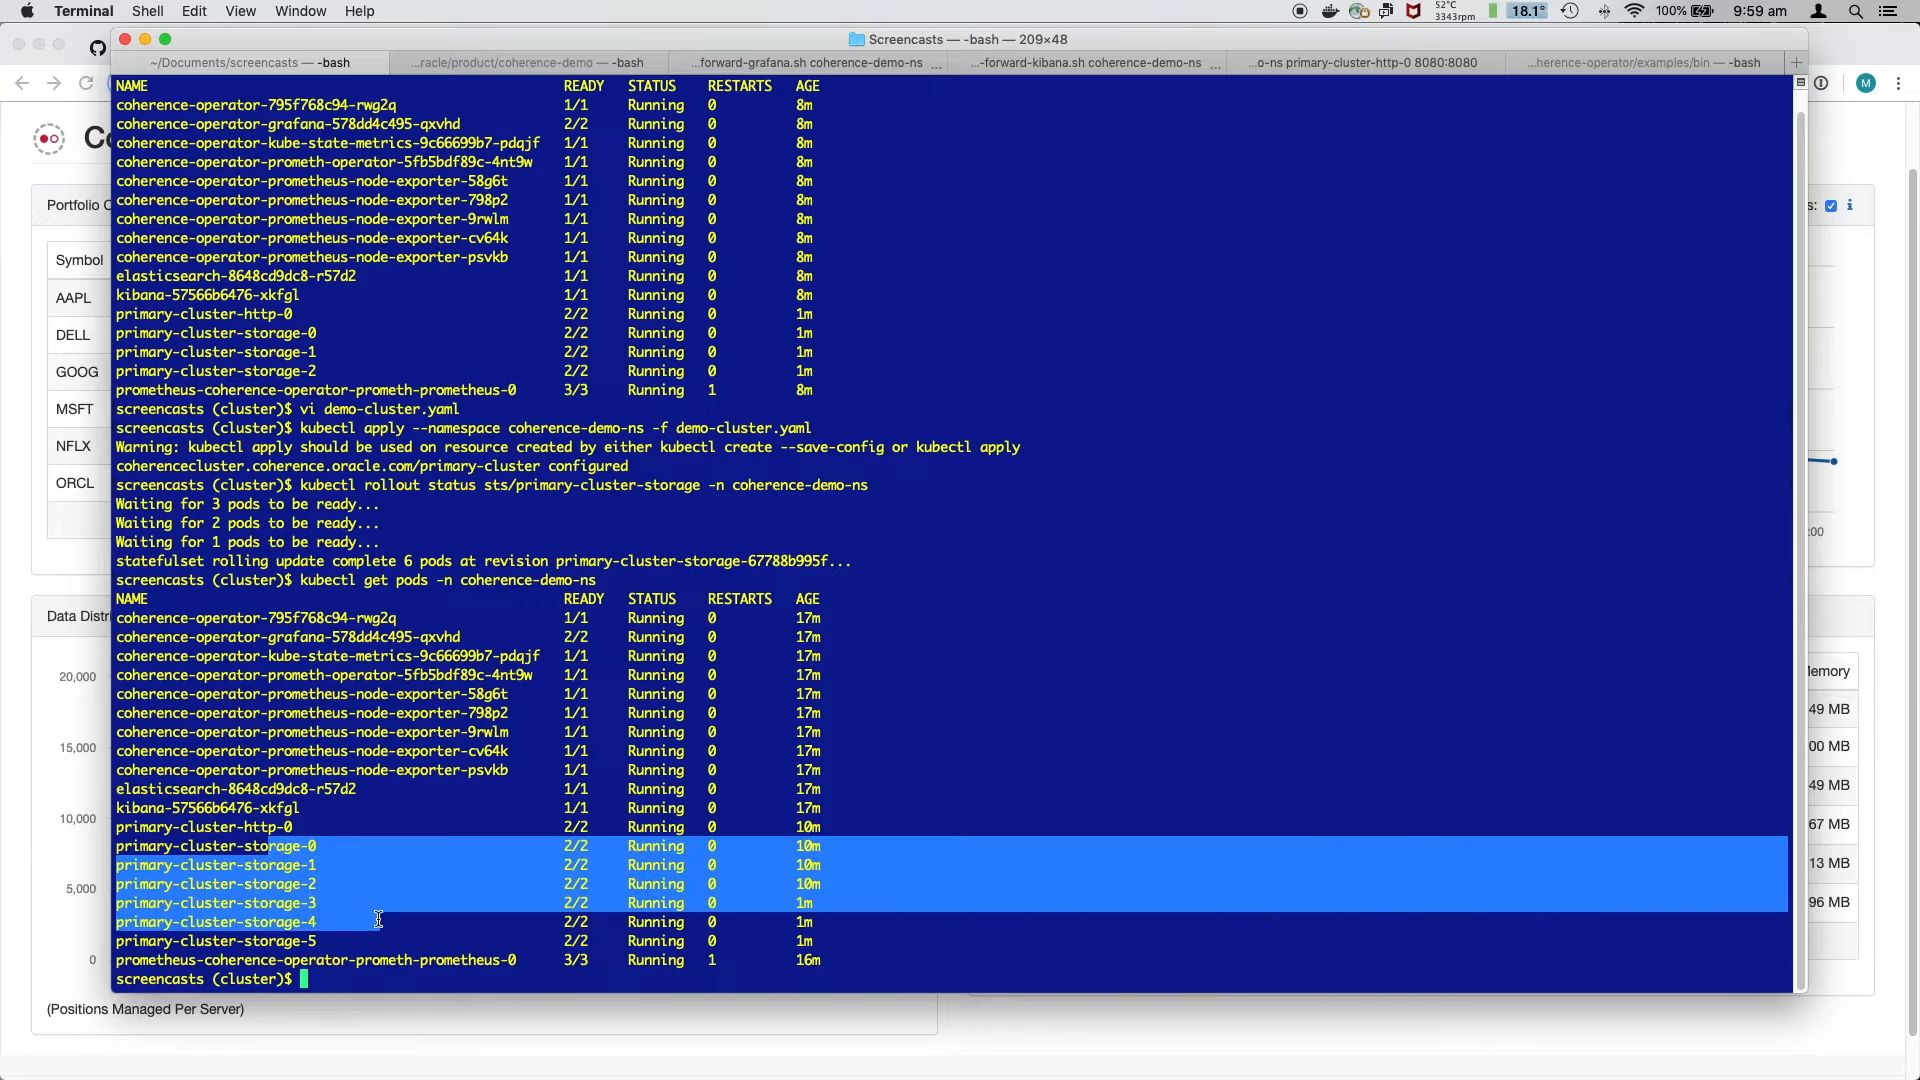 Terminal Shell Edit View Window Help 52°C 3343rpm 18.1° 100% 9:59 am
Screencasts — -bash — 209×48
~/Documents/screencasts — -bash ...racle/product/coherence-demo — -bash ...forward-grafana.sh coherence-demo-ns ... ...-forward-kibana.sh coherence-demo-ns ... ...o-ns primary-cluster-http-0 8080:8080 ...herence-operator/examples/bin — -bash +
M
NAME READY STATUS RESTARTS AGE
coherence-operator-795f768c94-rwg2q 1/1 Running 0 8m
coherence-operator-grafana-578dd4c495-qxvhd 2/2 Running 0 8m
coherence-operator-kube-state-metrics-9c66699b7-pdqjf 1/1 Running 0 8m
coherence-operator-prometh-operator-5fb5bdf89c-4nt9w 1/1 Running 0 8m
coherence-operator-prometheus-node-exporter-58g6t 1/1 Running 0 8m
coherence-operator-prometheus-node-exporter-798p2 1/1 Running 0 8m
coherence-operator-prometheus-node-exporter-9rwlm 1/1 Running 0 8m
coherence-operator-prometheus-node-exporter-cv64k 1/1 Running 0 8m
coherence-operator-prometheus-node-exporter-psvkb 1/1 Running 0 8m
elasticsearch-8648cd9dc8-r57d2 1/1 Running 0 8m
kibana-57566b6476-xkfgl 1/1 Running 0 8m
primary-cluster-http-0 2/2 Running 0 1m
primary-cluster-storage-0 2/2 Running 0 1m
primary-cluster-storage-1 2/2 Running 0 1m
primary-cluster-storage-2 2/2 Running 0 1m
prometheus-coherence-operator-prometh-prometheus-0 3/3 Running 1 8m
screencasts (cluster)$ vi demo-cluster.yaml
screencasts (cluster)$ kubectl apply --namespace coherence-demo-ns -f demo-cluster.yaml
Warning: kubectl apply should be used on resource created by either kubectl create --save-config or kubectl apply
coherencecluster.coherence.oracle.com/primary-cluster configured
screencasts (cluster)$ kubectl rollout status sts/primary-cluster-storage -n coherence-demo-ns
Waiting for 3 pods to be ready...
Waiting for 2 pods to be ready...
Waiting for 1 pods to be ready...
statefulset rolling update complete 6 pods at revision primary-cluster-storage-67788b995f...
screencasts (cluster)$ kubectl get pods -n coherence-demo-ns
NAME READY STATUS RESTARTS AGE
coherence-operator-795f768c94-rwg2q 1/1 Running 0 17m
coherence-operator-grafana-578dd4c495-qxvhd 2/2 Running 0 17m
coherence-operator-kube-state-metrics-9c66699b7-pdqjf 1/1 Running 0 17m
coherence-operator-prometh-operator-5fb5bdf89c-4nt9w 1/1 Running 0 17m
coherence-operator-prometheus-node-exporter-58g6t 1/1 Running 0 17m
coherence-operator-prometheus-node-exporter-798p2 1/1 Running 0 17m
coherence-operator-prometheus-node-exporter-9rwlm 1/1 Running 0 17m
coherence-operator-prometheus-node-exporter-cv64k 1/1 Running 0 17m
coherence-operator-prometheus-node-exporter-psvkb 1/1 Running 0 17m
elasticsearch-8648cd9dc8-r57d2 1/1 Running 0 17m
kibana-57566b6476-xkfgl 1/1 Running 0 17m
primary-cluster-http-0 2/2 Running 0 10m
primary-cluster-storage-0 2/2 Running 0 10m
primary-cluster-storage-1 2/2 Running 0 10m
primary-cluster-storage-2 2/2 Running 0 10m
primary-cluster-storage-3 2/2 Running 0 1m
primary-cluster-storage-4 2/2 Running 0 1m
primary-cluster-storage-5 2/2 Running 0 1m
prometheus-coherence-operator-prometh-prometheus-0 3/3 Running 1 16m
screencasts (cluster)$
Co
Portfolio C
Symbol
AAPL
DELL
GOOG
MSFT
NFLX
ORCL
s:
:00
Data Distri
20,000
15,000
10,000
5,000
0
(Positions Managed Per Server)
lemory
49 MB
00 MB
49 MB
67 MB
13 MB
96 MB